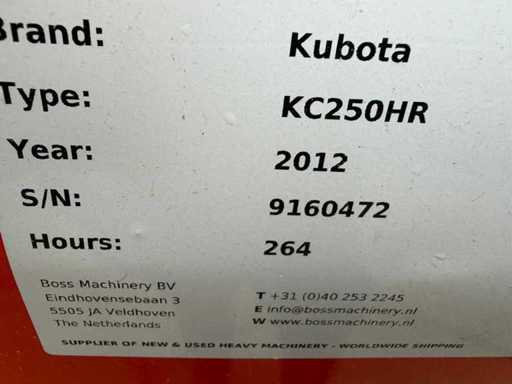 Brand: Kubota
Type: KC250HR
Year: 2012
S/N: 9160472
Hours: 264
Boss Machinery BV
Eindhovensebaan 3
5505 JA Veldhoven
The Netherlands
T +31 (0)40 253 2245
E info@bossmachinery.nl
W www.bossmachinery.nl
SUPPLIER OF NEW & USED HEAVY MACHINERY - WORLDWIDE SHIPPING